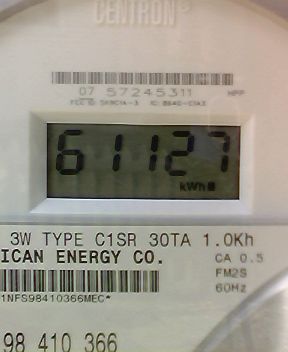 CENTRON®
07 57245311 HPP
61127
kWh
3W TYPE C1SR 30TA 1.0Kh
ICAN ENERGY CO. CA 0.5
FM2S
60Hz
1NFS98410366MEC*
98 410 366